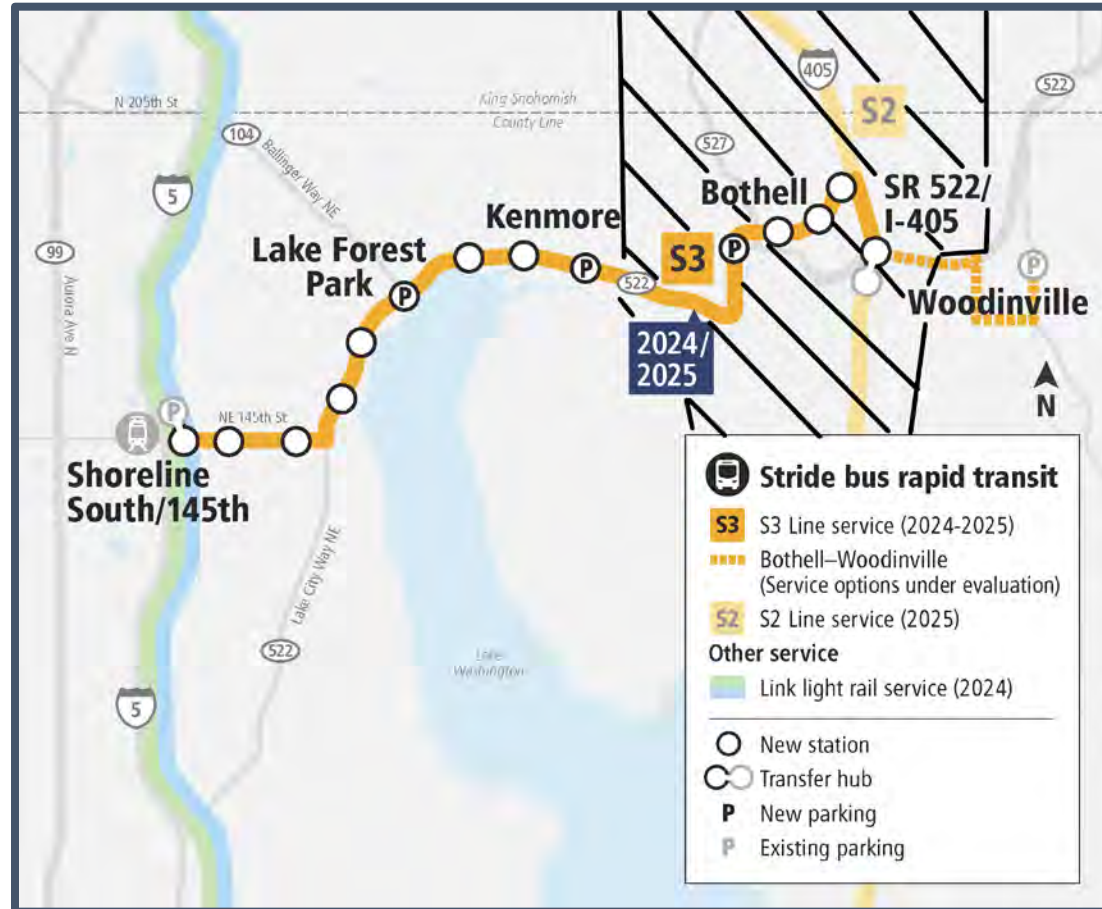 N 205th St
King Snohomish
County Line
405
522
S2
104
Ballinger Way NE
527
5
Bothell
SR 522/
I-405
Kenmore
99
Aurora Ave N
Lake Forest
Park
P
P
S3
P
522
P
Woodinville
2024/
2025
N
P
NE 145th St
Shoreline
South/145th
Lake City Way NE
522
Lake
Washington
5
Stride bus rapid transit
S3 S3 Line service (2024-2025)
Bothell–Woodinville
(Service options under evaluation)
S2 S2 Line service (2025)
Other service
Link light rail service (2024)
New station
Transfer hub
P New parking
P Existing parking